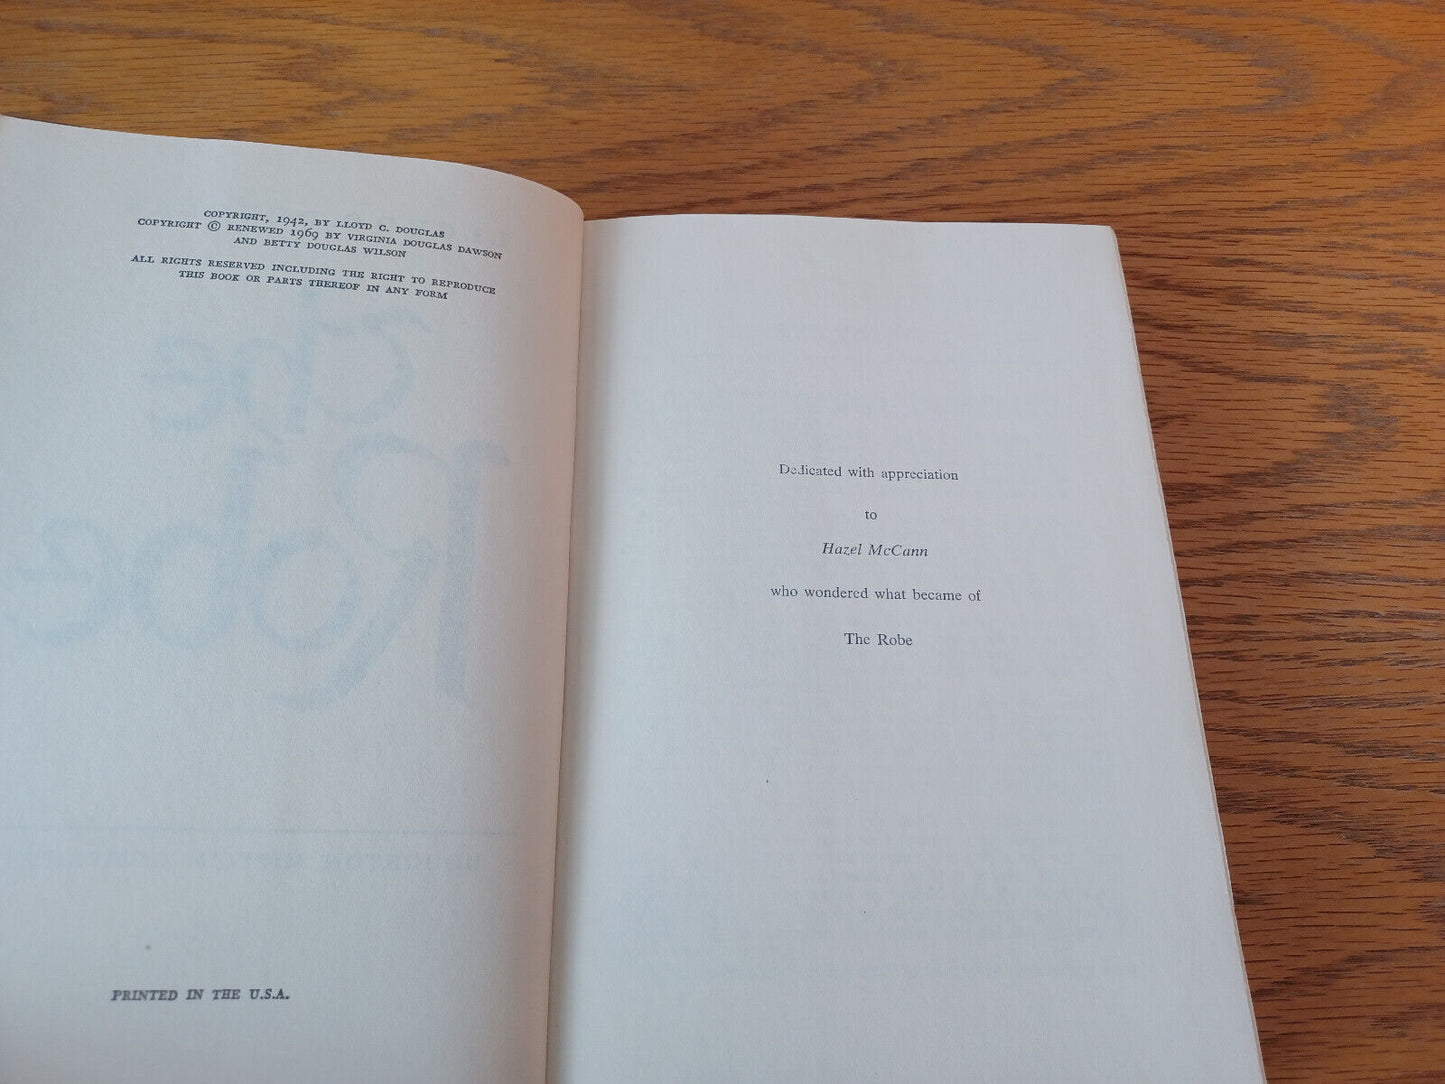 COPYRIGHT, 1942, BY LLOYD C. DOUGLAS
COPYRIGHT © RENEWED 1969 BY VIRGINIA DOUGLAS DAWSON
AND BETTY DOUGLAS WILSON
ALL RIGHTS RESERVED INCLUDING THE RIGHT TO REPRODUCE
THIS BOOK OR PARTS THEREOF IN ANY FORM
The
Robe
PRINTED IN THE U.S.A.
Dedicated with appreciation
to
Hazel McCann
who wondered what became of
The Robe